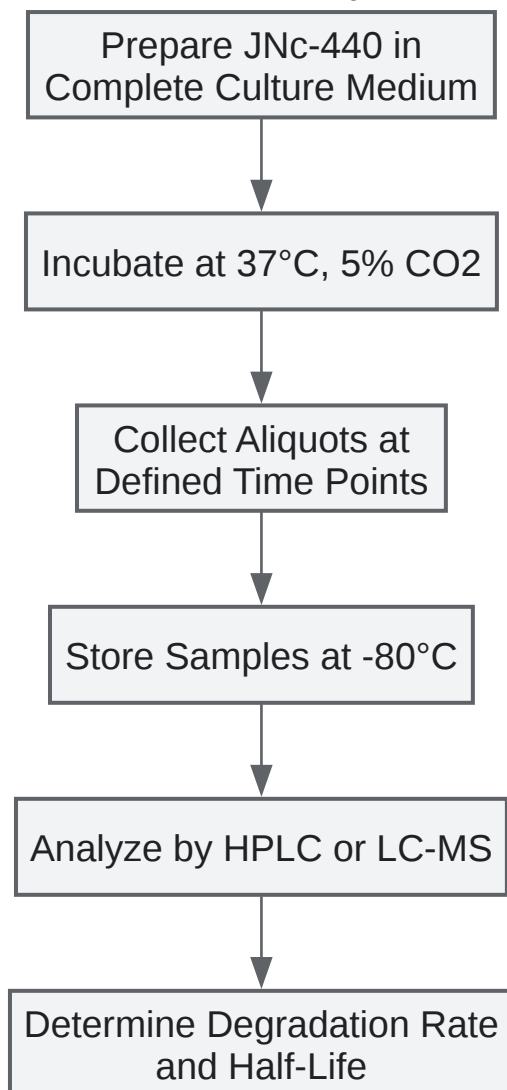 Prepare JNc-440 in
Complete Culture Medium
Incubate at 37°C, 5% CO2
Collect Aliquots at
Defined Time Points
Store Samples at -80°C
Analyze by HPLC or LC-MS
Determine Degradation Rate
and Half-Life